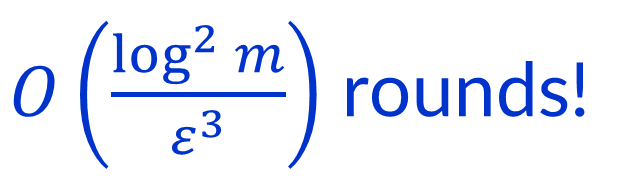 O (log² m / ε³) rounds!